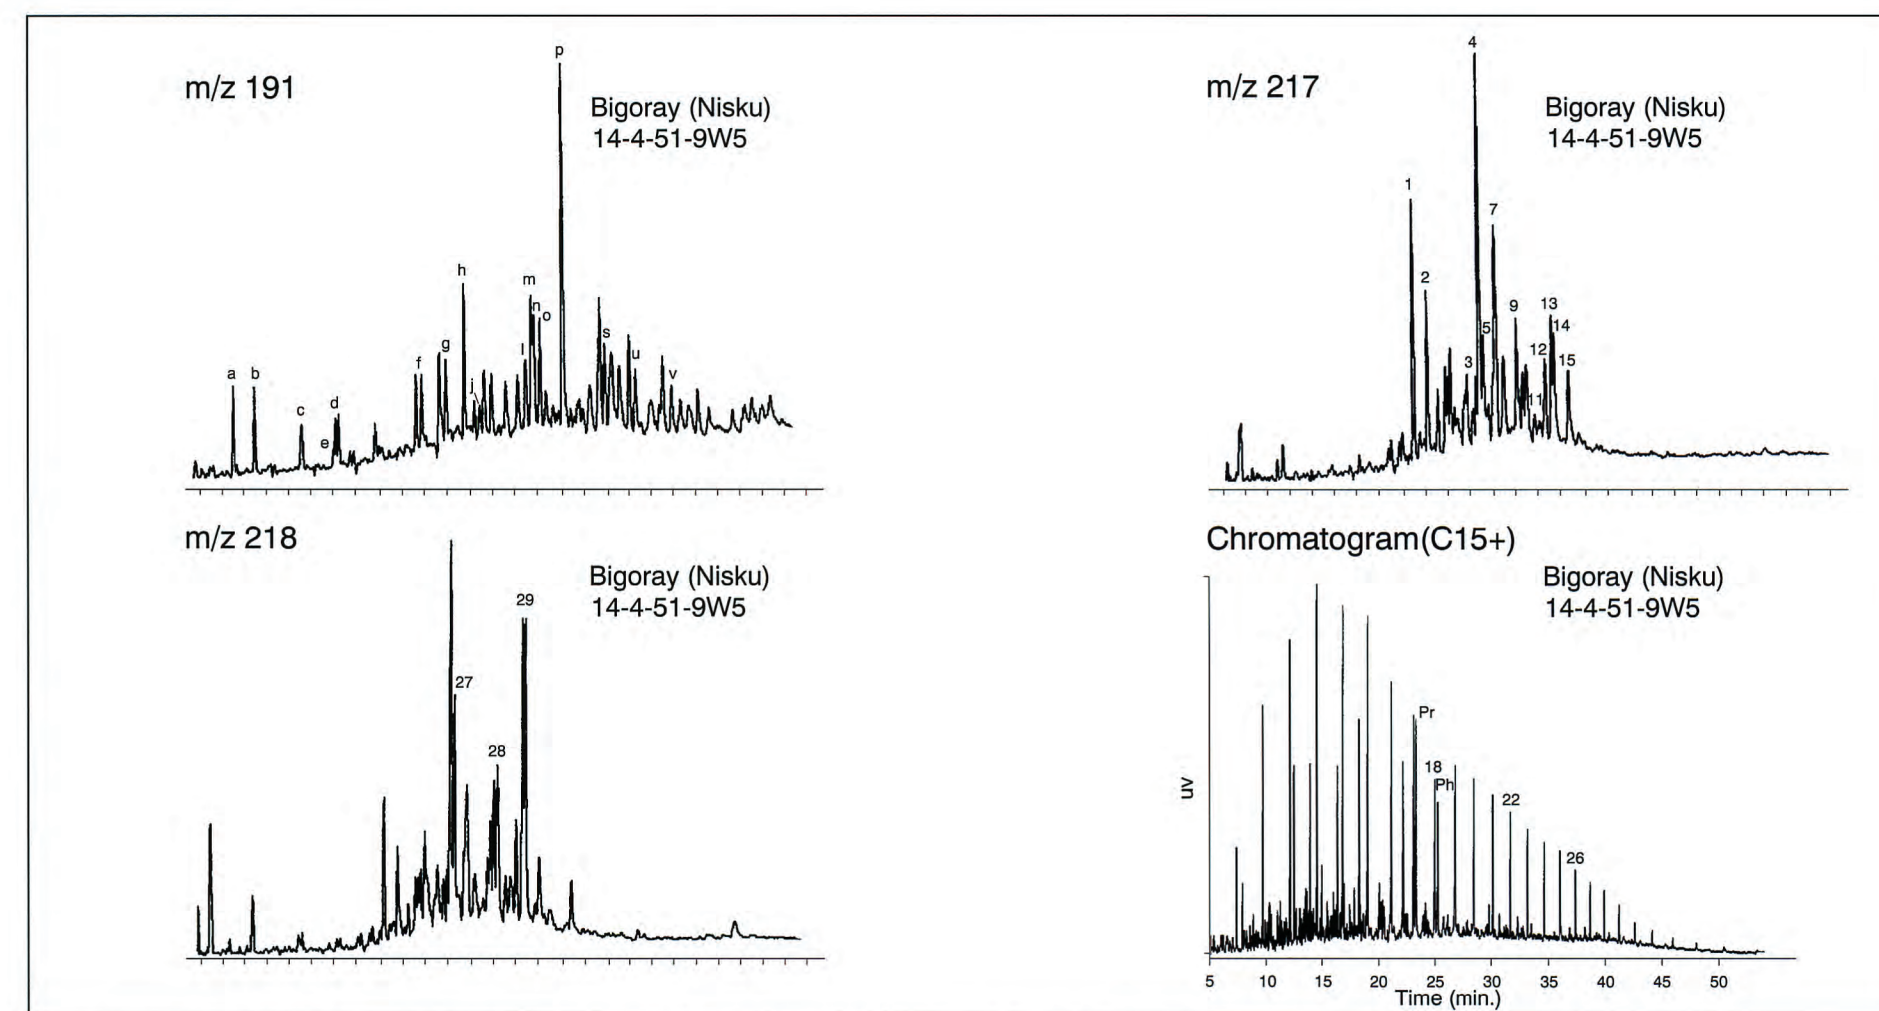 m/z 191
Bigoray (Nisku)
14-4-51-9W5
p
h
m
n
o
l
s
u
v
f
g
j
a
b
c
d
e
m/z 217
Bigoray (Nisku)
14-4-51-9W5
4
1
7
2
9
13
5
14
12
3
15
11
m/z 218
Bigoray (Nisku)
14-4-51-9W5
29
27
28
Chromatogram(C15+)
Bigoray (Nisku)
14-4-51-9W5
Pr
18
Ph
22
26
uv
5 10 15 20 25 30 35 40 45 50
Time (min.)